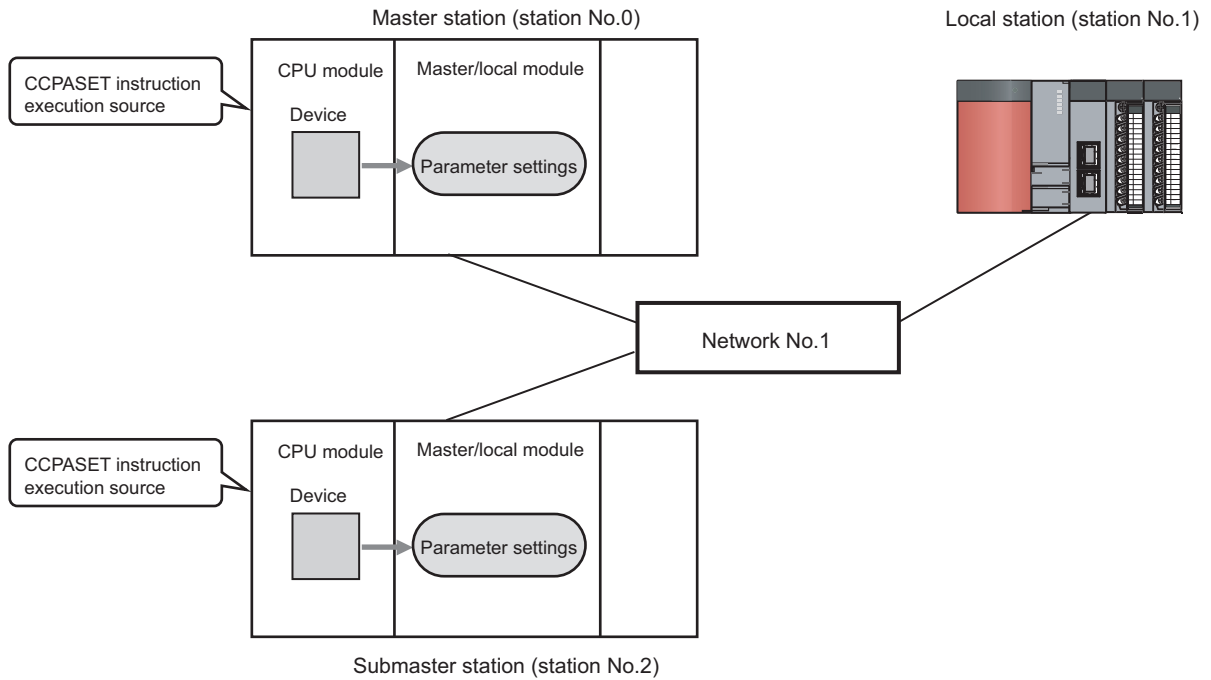 Master station (station No.0)
Local station (station No.1)
CCPASET instruction
execution source
CPU module
Master/local module
Device
Parameter settings
Network No.1
CCPASET instruction
execution source
CPU module
Master/local module
Device
Parameter settings
Submaster station (station No.2)